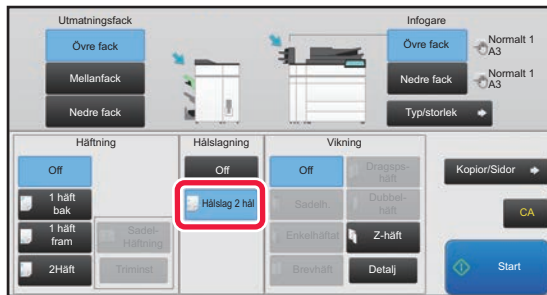 Utmatningsfack
Infogare
Övre fack
Mellanfack
Nedre fack
Övre fack
Normalt 1
A3
Nedre fack
Normalt 1
A3
Typ/storlek
Häftning
Off
1 häft
bak
1 häft
fram
2Häft
Sadel-
Häftning
Triminst
Hålslagning
Off
Hålslag 2 hål
Vikning
Off
Dragsps-
häft
Sadelh.
Dubbel-
häft
Enkelhäftat
Z-häft
Brevhäft
Detalj
Kopior/Sidor
CA
Start